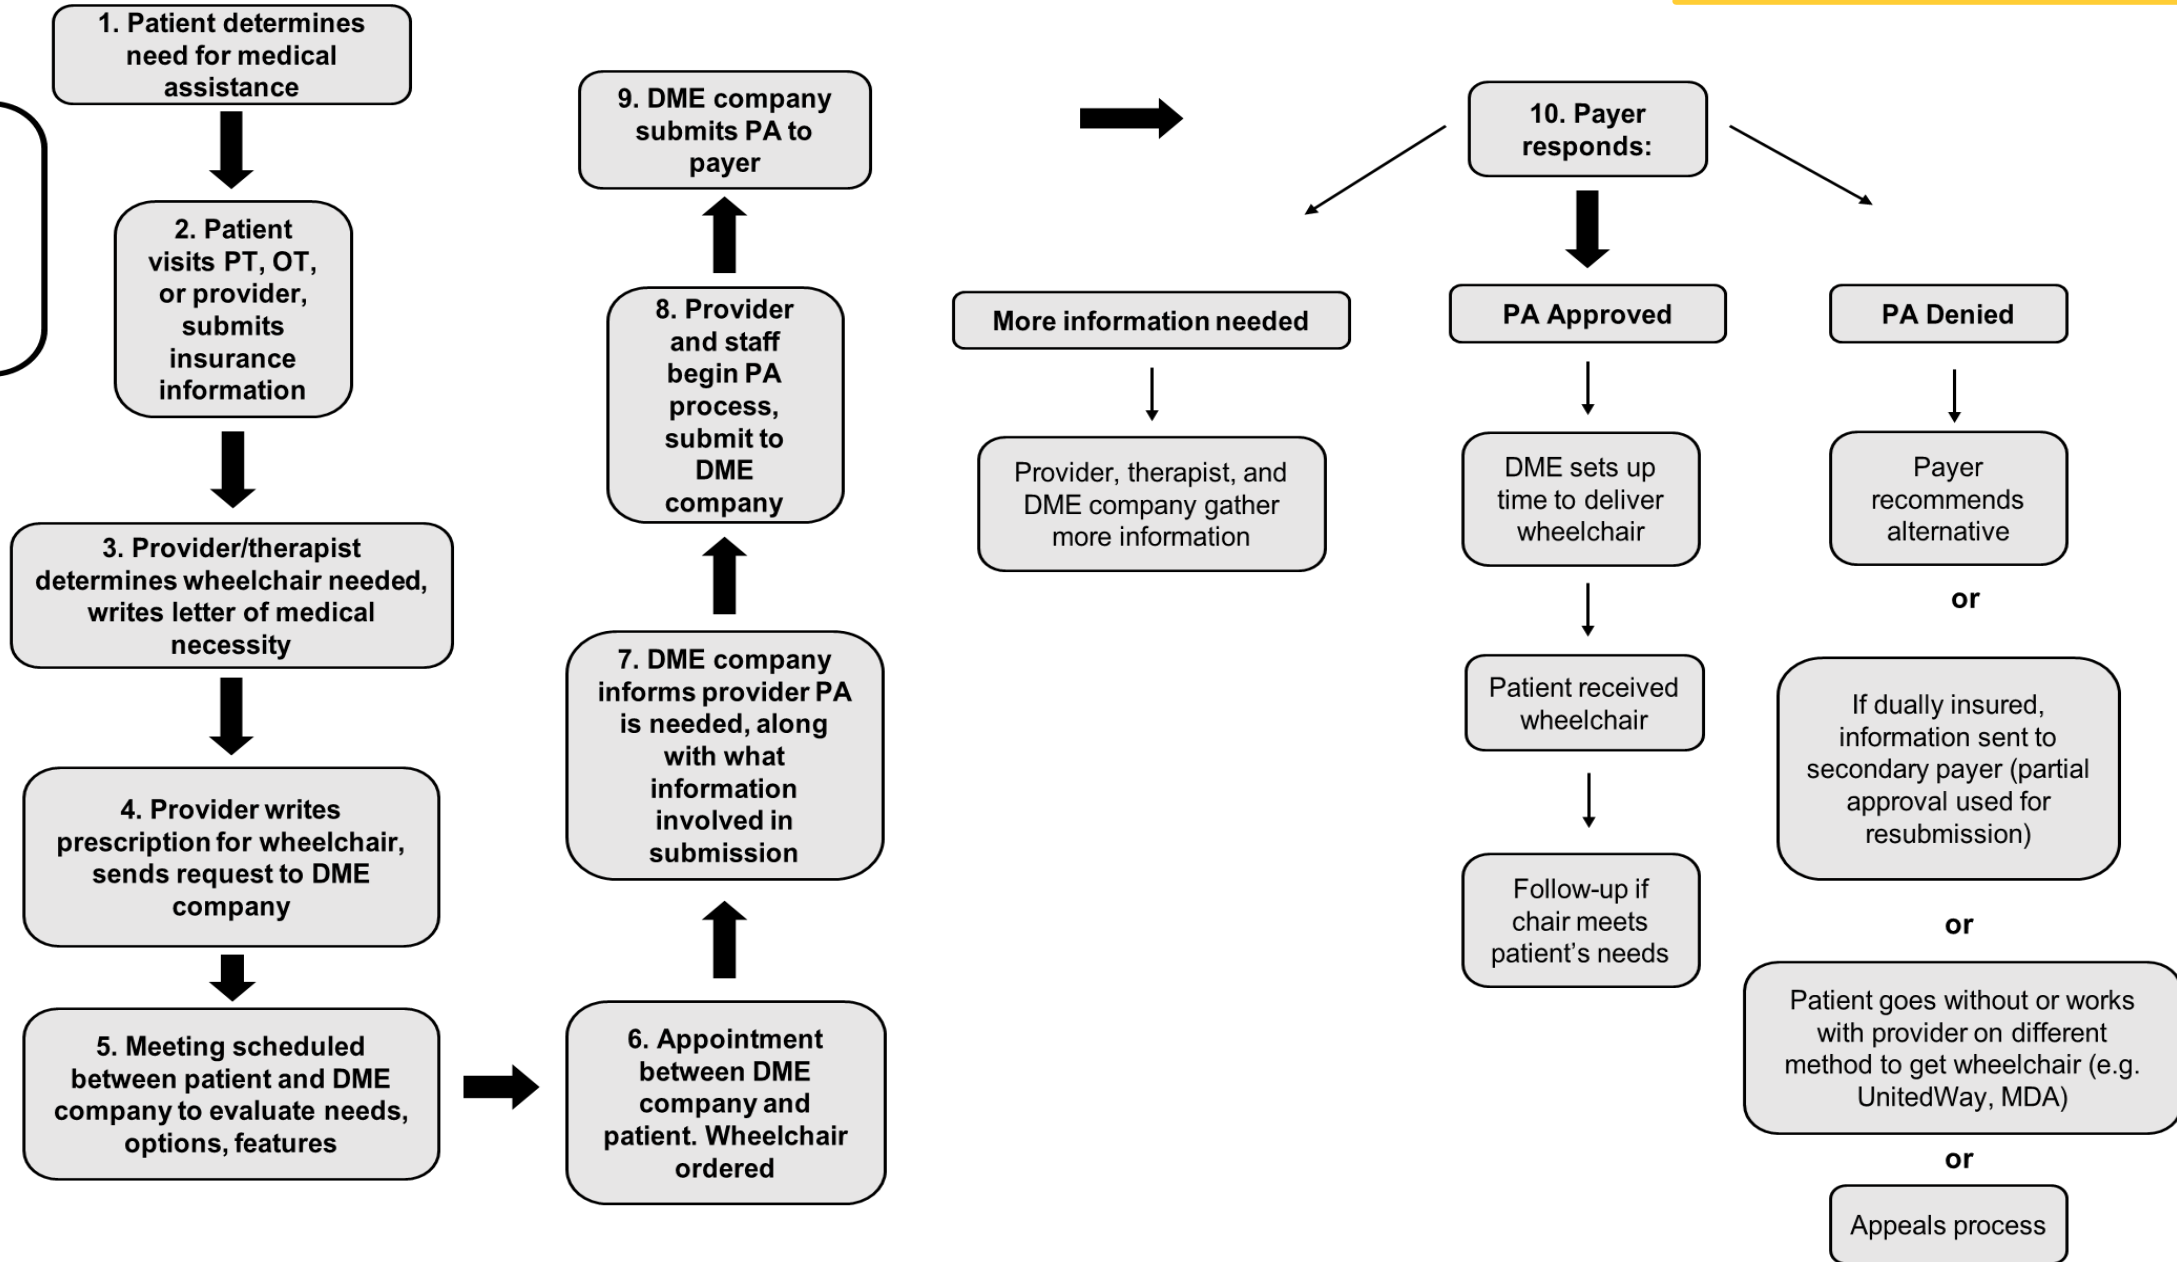 1. Patient determines
need for medical
assistance
2. Patient
visits PT, OT,
or provider,
submits
insurance
information
3. Provider/therapist
determines wheelchair needed,
writes letter of medical
necessity
4. Provider writes
prescription for wheelchair,
sends request to DME
company
5. Meeting scheduled
between patient and DME
company to evaluate needs,
options, features
6. Appointment
between DME
company and
patient. Wheelchair
ordered
7. DME company
informs provider PA
is needed, along
with what
information
involved in
submission
8. Provider
and staff
begin PA
process,
submit to
DME
company
9. DME company
submits PA to
payer
10. Payer
responds:
More information needed
Provider, therapist, and
DME company gather
more information
PA Approved
DME sets up
time to deliver
wheelchair
Patient received
wheelchair
Follow-up if
chair meets
patient’s needs
PA Denied
Payer
recommends
alternative
or
If dually insured,
information sent to
secondary payer (partial
approval used for
resubmission)
or
Patient goes without or works
with provider on different
method to get wheelchair (e.g.
UnitedWay, MDA)
or
Appeals process